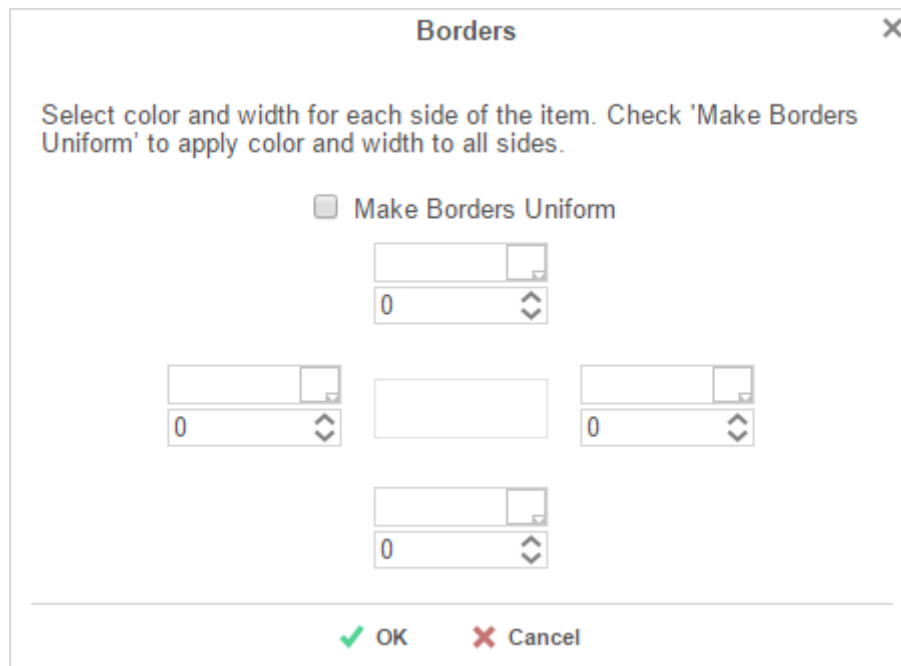 Borders
Select color and width for each side of the item. Check 'Make Borders
Uniform' to apply color and width to all sides.
Make Borders Uniform
0
0
0
0
OK Cancel